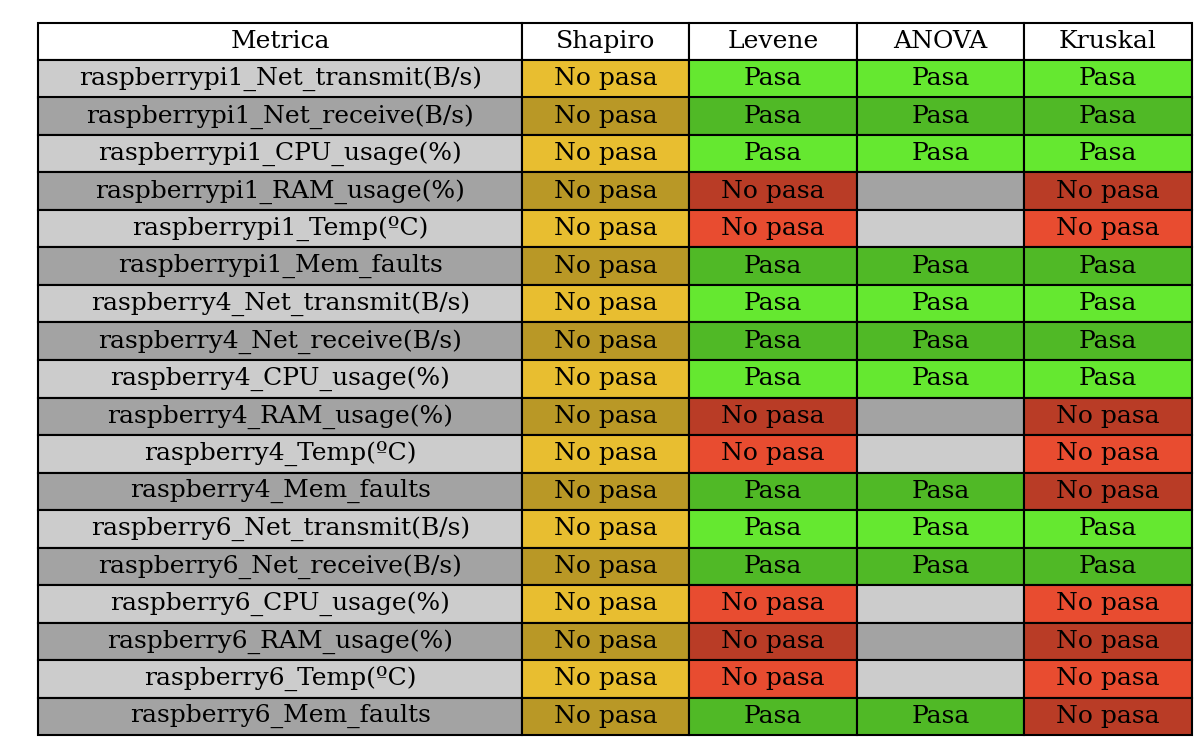 Metrica Shapiro Levene ANOVA Kruskal
raspberrypi1_Net_transmit(B/s) No pasa Pasa Pasa Pasa
raspberrypi1_Net_receive(B/s) No pasa Pasa Pasa Pasa
raspberrypi1_CPU_usage(%) No pasa Pasa Pasa Pasa
raspberrypi1_RAM_usage(%) No pasa No pasa No pasa
raspberrypi1_Temp(ºC) No pasa No pasa No pasa
raspberrypi1_Mem_faults No pasa Pasa Pasa Pasa
raspberry4_Net_transmit(B/s) No pasa Pasa Pasa Pasa
raspberry4_Net_receive(B/s) No pasa Pasa Pasa Pasa
raspberry4_CPU_usage(%) No pasa Pasa Pasa Pasa
raspberry4_RAM_usage(%) No pasa No pasa No pasa
raspberry4_Temp(ºC) No pasa No pasa No pasa
raspberry4_Mem_faults No pasa Pasa Pasa No pasa
raspberry6_Net_transmit(B/s) No pasa Pasa Pasa Pasa
raspberry6_Net_receive(B/s) No pasa Pasa Pasa Pasa
raspberry6_CPU_usage(%) No pasa No pasa No pasa
raspberry6_RAM_usage(%) No pasa No pasa No pasa
raspberry6_Temp(ºC) No pasa No pasa No pasa
raspberry6_Mem_faults No pasa Pasa Pasa No pasa